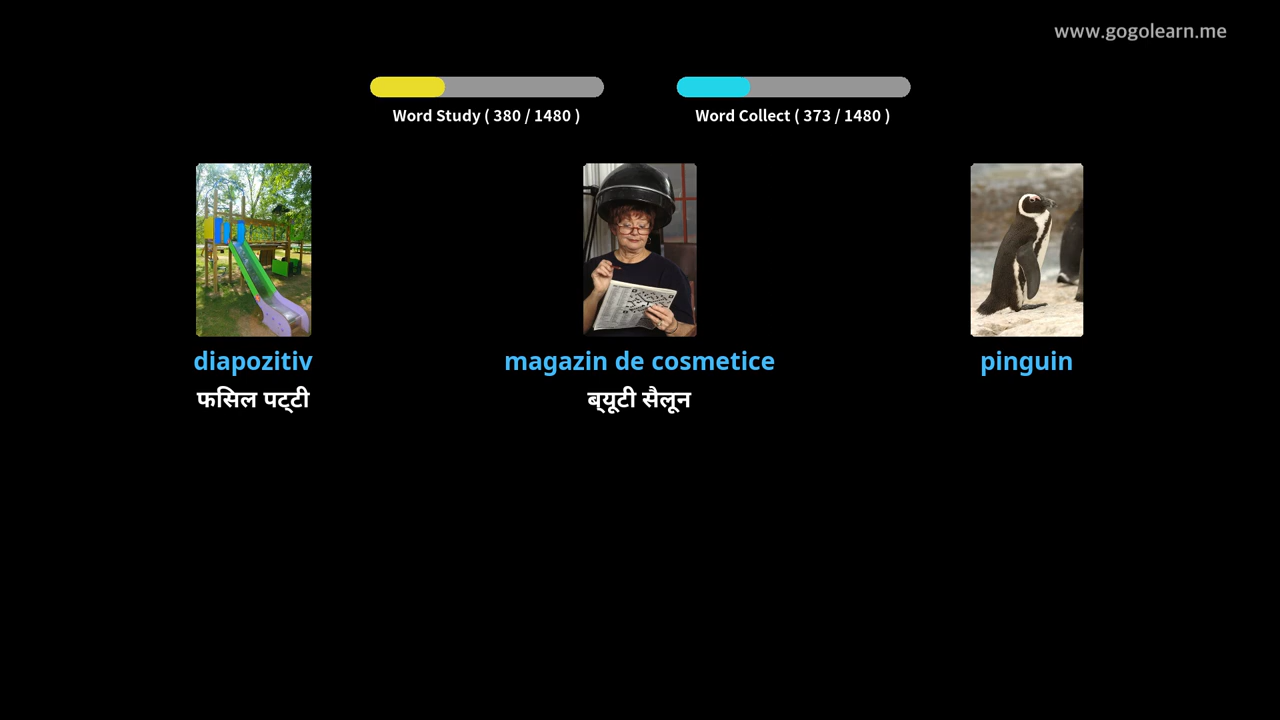 www.gogolearn.me
Word Study ( 380 / 1480 )
Word Collect ( 373 / 1480 )
diapozitiv
फसिल पट्टी
magazin de cosmetice
ब्यूटी सैलून
pinguin